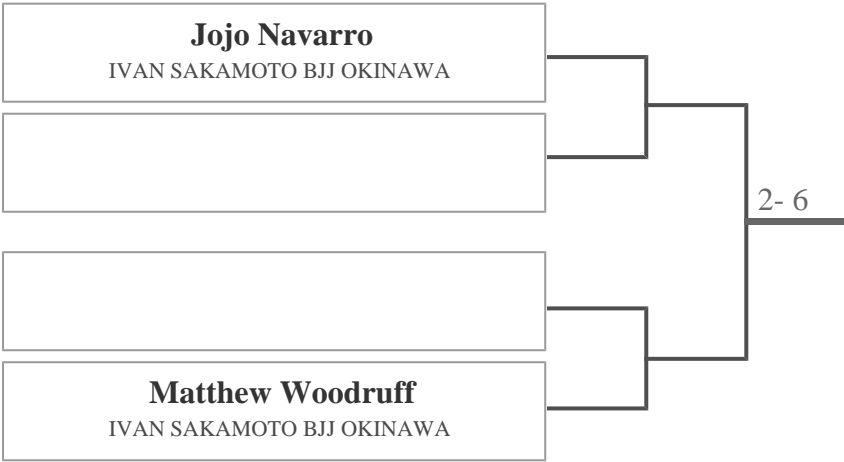 Jojo Navarro
IVAN SAKAMOTO BJJ OKINAWA
2- 6
Matthew Woodruff
IVAN SAKAMOTO BJJ OKINAWA